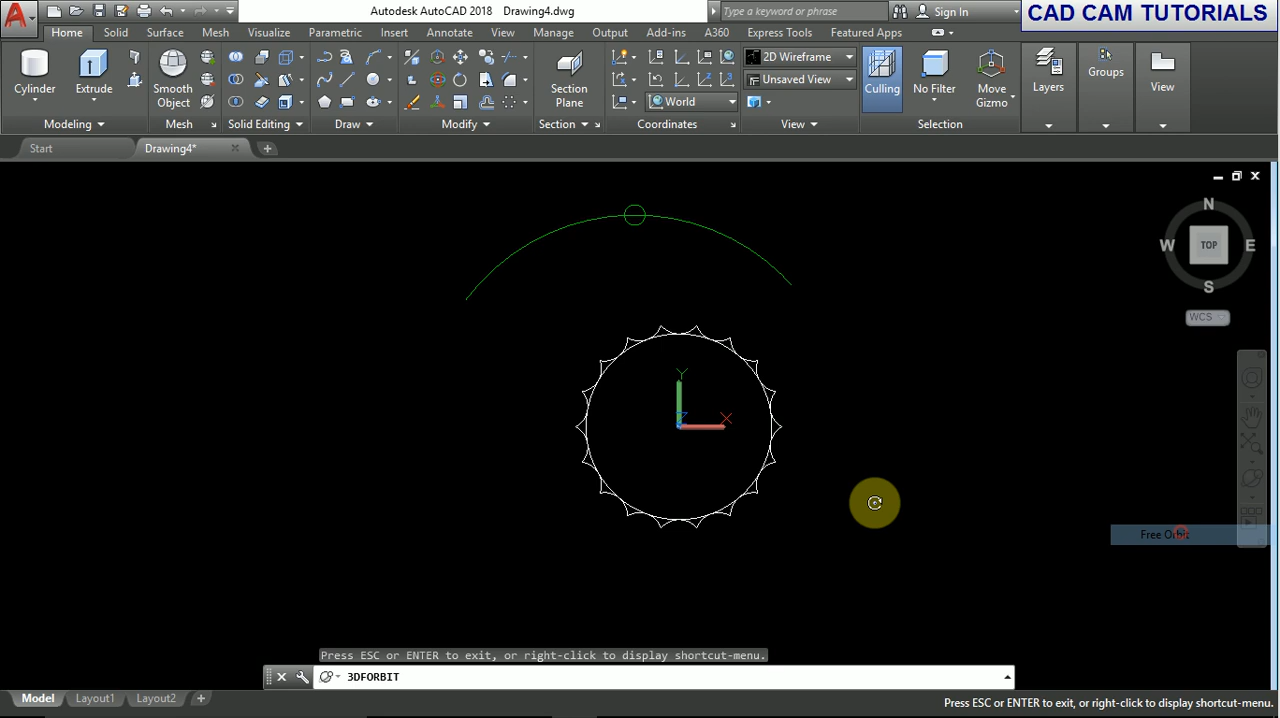 Autodesk AutoCAD 2018 Drawing4.dwg
Type a keyword or phrase
Sign In
CAD CAM TUTORIALS
Home Solid Surface Mesh Visualize Parametric Insert Annotate View Manage Output Add-ins A360 Express Tools Featured Apps
2D Wireframe
Unsaved View
World
Cylinder Extrude Smooth Object Section Plane Culling No Filter Move Gizmo Layers Groups View
Modeling Mesh Solid Editing Draw Modify Section Coordinates View Selection
Start Drawing4*
N
W TOP E
S
WCS
Y
X
Z
Free Orbit
Press ESC or ENTER to exit, or right-click to display shortcut-menu.
3DFORBIT
Model Layout1 Layout2
Press ESC or ENTER to exit, or right-click to display shortcut-menu.